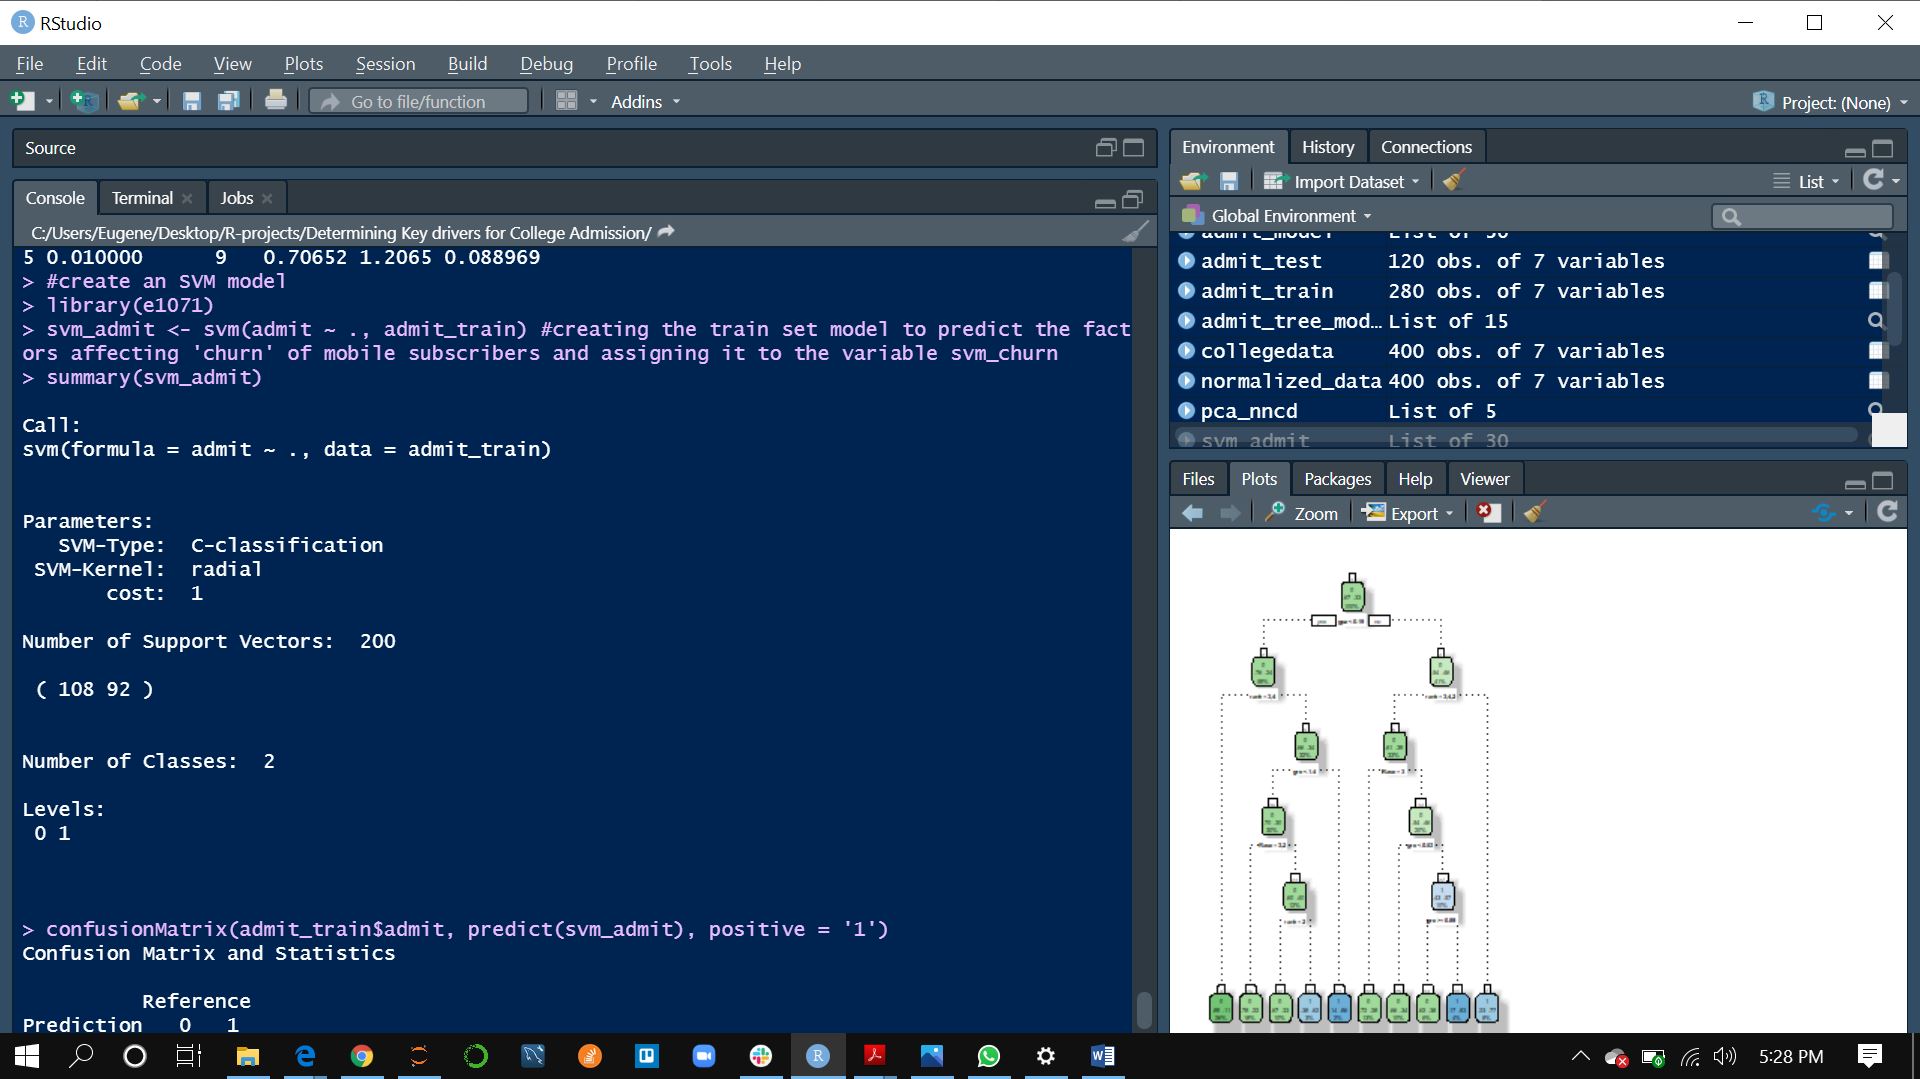 RStudio
File Edit Code View Plots Session Build Debug Profile Tools Help
Go to file/function Addins Project: (None)
Source
Console Terminal Jobs
C:/Users/Eugene/Desktop/R-projects/Determining Key drivers for College Admission/
5 0.010000 9 0.70652 1.2065 0.088969
> #create an SVM model
> library(e1071)
> svm_admit <- svm(admit ~ ., admit_train) #creating the train set model to predict the fact
ors affecting 'churn' of mobile subscribers and assigning it to the variable svm_churn
> summary(svm_admit)
Call:
svm(formula = admit ~ ., data = admit_train)
Parameters:
SVM-Type: C-classification
SVM-Kernel: radial
cost: 1
Number of Support Vectors: 200
( 108 92 )
Number of Classes: 2
Levels:
0 1
> confusionMatrix(admit_train$admit, predict(svm_admit), positive = '1')
Confusion Matrix and Statistics
Reference
Prediction 0 1
Environment History Connections
Import Dataset List
Global Environment
admit_model List of 30
admit_test 120 obs. of 7 variables
admit_train 280 obs. of 7 variables
admit_tree_mod… List of 15
collegedata 400 obs. of 7 variables
normalized_data 400 obs. of 7 variables
pca_nncd List of 5
svm_admit List of 30
Files Plots Packages Help Viewer
Zoom Export
5:28 PM